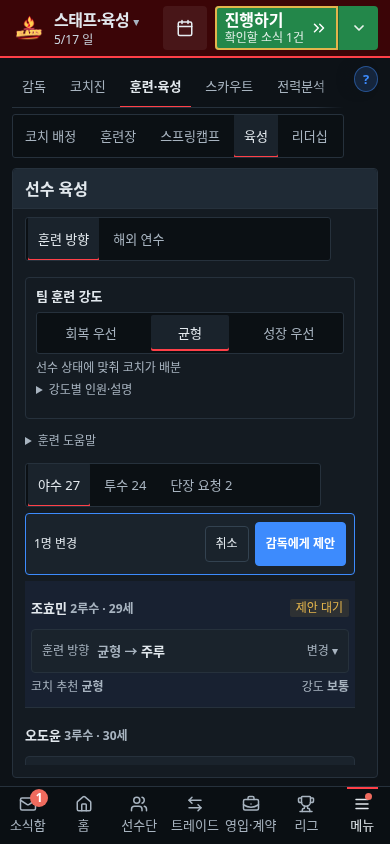 스태프·육성 ▾
5/17 일
진행하기
확인할 소식 1건
감독 코치진 훈련·육성 스카우트 전력분석
?
코치 배정 훈련장 스프링캠프 육성 리더십
선수 육성
훈련 방향 해외 연수
팀 훈련 강도
회복 우선 균형 성장 우선
선수 상태에 맞춰 코치가 배분
▶ 강도별 인원·설명
▶ 훈련 도움말
야수 27 투수 24 단장 요청 2
1명 변경 취소 감독에게 제안
조효민 2루수 · 29세 제안 대기
훈련 방향 균형 → 주루 변경 ▾
코치 추천 균형 강도 보통
오도윤 3루수 · 30세
1
소식함 홈 선수단 트레이드 영입·계약 리그 메뉴